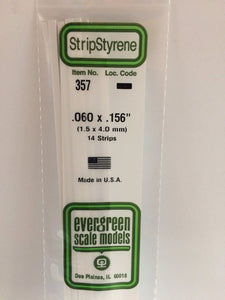 StripStyrene
Item No. Loc. Code
357
.060 x .156"
(1.5 x 4.0 mm)
14 Strips
Made in U.S.A.
evergreen
scale models
Des Plaines, IL 60018